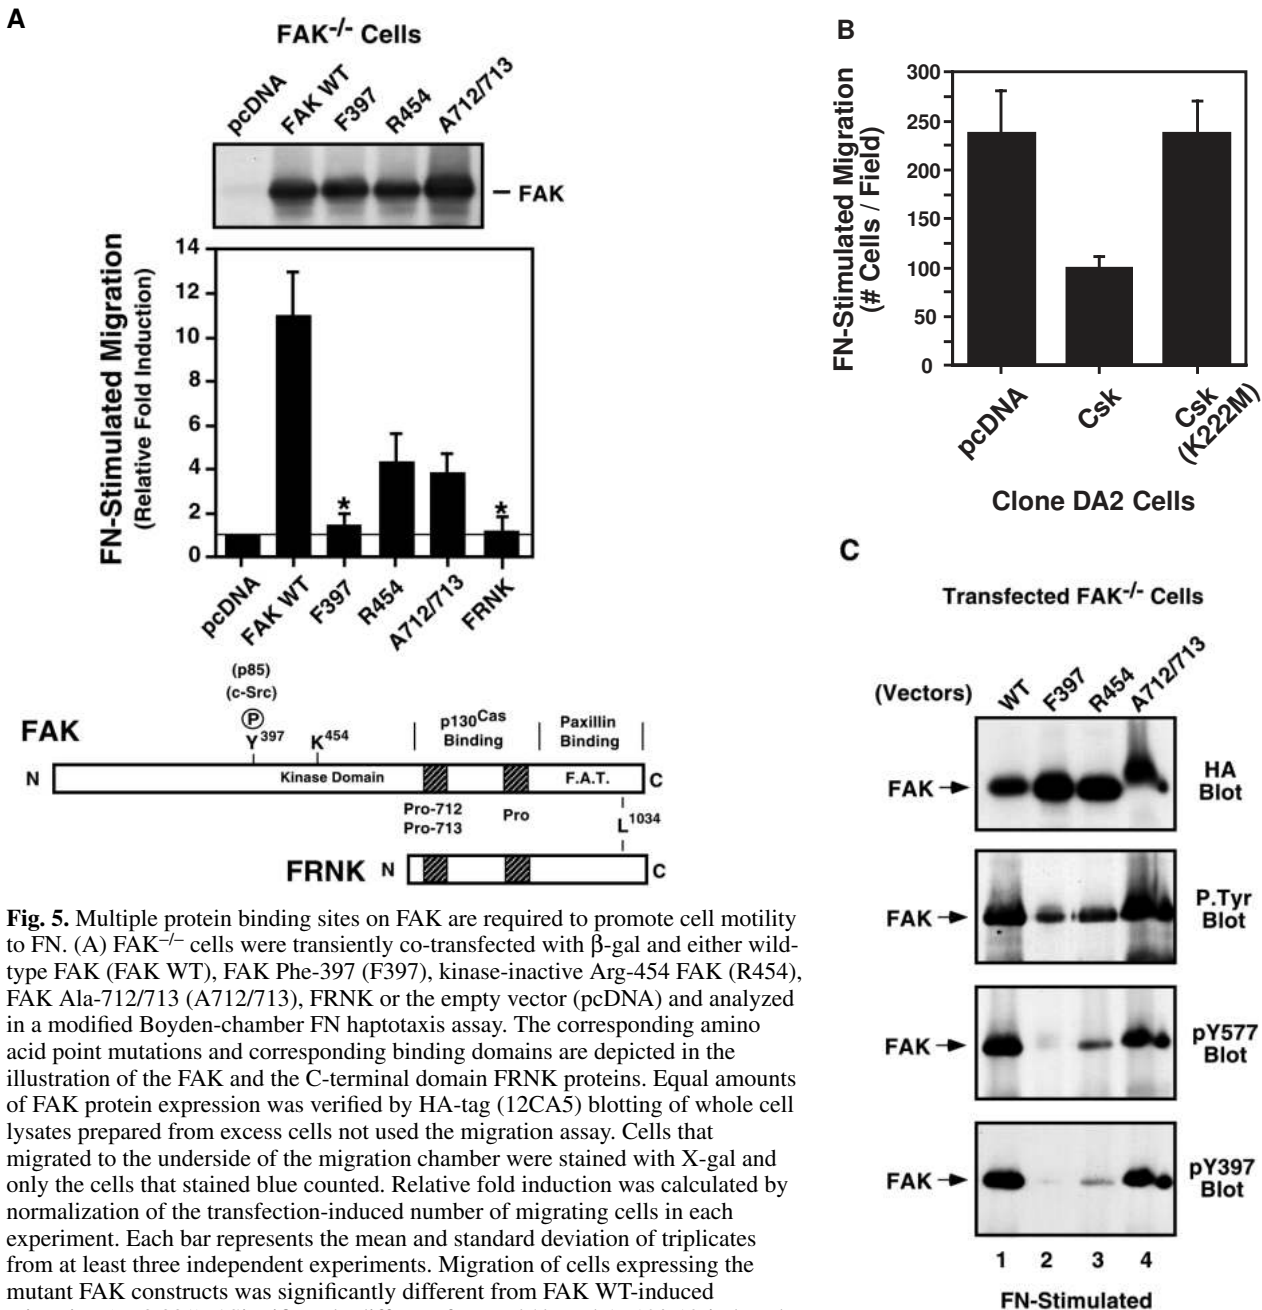 A
FAK-/- Cells
pcDNA
FAK WT
F397
R454
A712/713
FAK
FN-Stimulated Migration
(Relative Fold Induction)
14
12
10
8
6
4
2
0
*
*
pcDNA
FAK WT
F397
R454
A712/713
FRNK
(p85)
(c-Src)
P
Y397
K454
p130Cas
Binding
Paxillin
Binding
FAK
N
Kinase Domain
F.A.T.
C
Pro-712
Pro-713
Pro
L1034
FRNK
N
C
Fig. 5. Multiple protein binding sites on FAK are required to promote cell motility
to FN. (A) FAK−/− cells were transiently co-transfected with β-gal and either wild-
type FAK (FAK WT), FAK Phe-397 (F397), kinase-inactive Arg-454 FAK (R454),
FAK Ala-712/713 (A712/713), FRNK or the empty vector (pcDNA) and analyzed
in a modified Boyden-chamber FN haptotaxis assay. The corresponding amino
acid point mutations and corresponding binding domains are depicted in the
illustration of the FAK and the C-terminal domain FRNK proteins. Equal amounts
of FAK protein expression was verified by HA-tag (12CA5) blotting of whole cell
lysates prepared from excess cells not used the migration assay. Cells that
migrated to the underside of the migration chamber were stained with X-gal and
only the cells that stained blue counted. Relative fold induction was calculated by
normalization of the transfection-induced number of migrating cells in each
experiment. Each bar represents the mean and standard deviation of triplicates
from at least three independent experiments. Migration of cells expressing the
mutant FAK constructs was significantly different from FAK WT-induced
B
FN-Stimulated Migration
(# Cells / Field)
300
250
200
150
100
50
0
pcDNA
Csk
Csk
(K222M)
Clone DA2 Cells
C
Transfected FAK-/- Cells
(Vectors)
WT
F397
R454
A712/713
FAK
HA
Blot
FAK
P.Tyr
Blot
FAK
pY577
Blot
FAK
pY397
Blot
1 2 3 4
FN-Stimulated